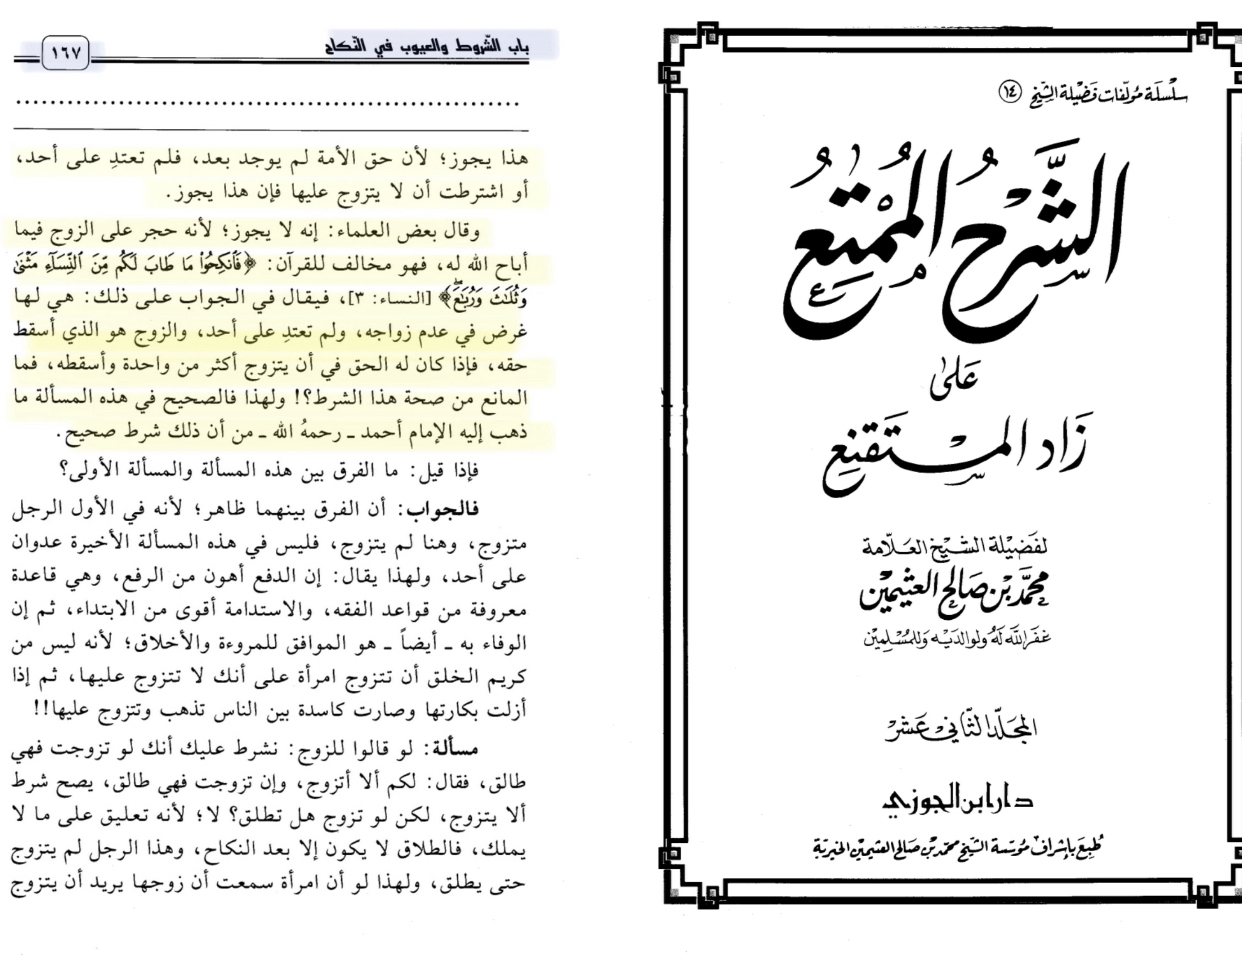 سلسلة مؤلفات فضيلة الشيخ ١٤
الشرح الممتع
على
زاد المستقنع
لفضيلة الشيخ العلامة
محمد بن صالح العثيمين
غفر الله له ولوالديه وللمسلمين
المجلد الثاني عشر
دار ابن الجوزي
طبع بإشراف مؤسسة الشيخ محمد بن صالح العثيمين الخيرية
باب الشروط والعيوب في النكاح ١٦٧
هذا يجوز؛ لأن حق الأمة لم يوجد بعد، فلم تعتدِ على أحد،
أو اشترطت أن لا يتزوج عليها فإن هذا يجوز.
وقال بعض العلماء: إنه لا يجوز؛ لأنه حجر على الزوج فيما
أباح الله له، فهو مخالف للقرآن: ﴿فَٱنكِحُوا۟ مَا طَابَ لَكُم مِّنَ ٱلنِّسَآءِ مَثْنَىٰ
وَثُلَـٰثَ وَرُبَـٰعَ﴾ [النساء: ٣]، فيقال في الجواب على ذلك: هي لها
غرض في عدم زواجه، ولم تعتدِ على أحد، والزوج هو الذي أسقط
حقه، فإذا كان له الحق في أن يتزوج أكثر من واحدة وأسقطه، فما
المانع من صحة هذا الشرط؟! ولهذا فالصحيح في هذه المسألة ما
ذهب إليه الإمام أحمد ـ رحمهُ الله ـ من أن ذلك شرط صحيح.
فإذا قيل: ما الفرق بين هذه المسألة والمسألة الأولى؟
فالجواب: أن الفرق بينهما ظاهر؛ لأنه في الأول الرجل
متزوج، وهنا لم يتزوج، فليس في هذه المسألة الأخيرة عدوان
على أحد، ولهذا يقال: إن الدفع أهون من الرفع، وهي قاعدة
معروفة من قواعد الفقه، والاستدامة أقوى من الابتداء، ثم إن
الوفاء به ـ أيضاً ـ هو الموافق للمروءة والأخلاق؛ لأنه ليس من
كريم الخلق أن تتزوج امرأة على أنك لا تتزوج عليها، ثم إذا
أزلت بكارتها وصارت كاسدة بين الناس تذهب وتتزوج عليها!!
مسألة: لو قالوا للزوج: نشرط عليك أنك لو تزوجت فهي
طالق، فقال: لكم ألا أتزوج، وإن تزوجت فهي طالق، يصح شرط
ألا يتزوج، لكن لو تزوج هل تطلق؟ لا؛ لأنه تعليق على ما لا
يملك، فالطلاق لا يكون إلا بعد النكاح، وهذا الرجل لم يتزوج
حتى يطلق، ولهذا لو أن امرأة سمعت أن زوجها يريد أن يتزوج